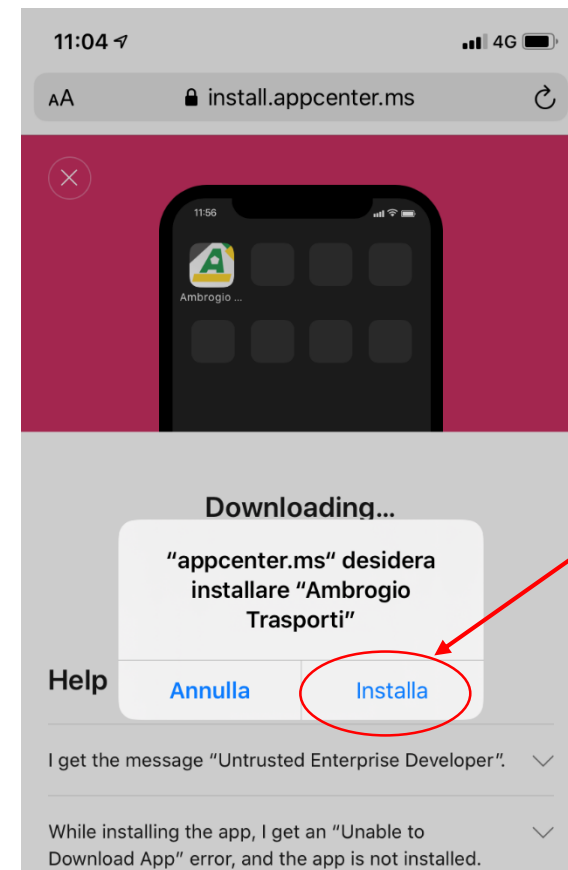 11:04
4G
AA
install.appcenter.ms
11:56
A
Ambrogio ...
Downloading...
“appcenter.ms“ desidera
installare “Ambrogio
Trasporti”
Help
Annulla
Installa
I get the message “Untrusted Enterprise Developer”.
While installing the app, I get an “Unable to
Download App” error, and the app is not installed.